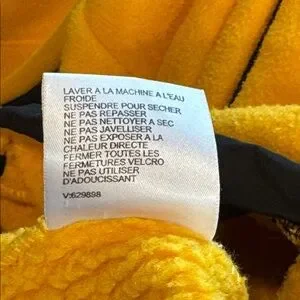 LAVER A LA MACHINE A L'EAU
FROIDE
SUSPENDRE POUR SECHER
NE PAS REPASSER
NE PAS NETTOYER A SEC
NE PAS JAVELLISER
NE PAS EXPOSER A LA
CHALEUR DIRECTE
FERMER TOUTES LES
FERMETURES VELCRO
NE PAS UTILISER
D'ADOUCISSANT
V:629898